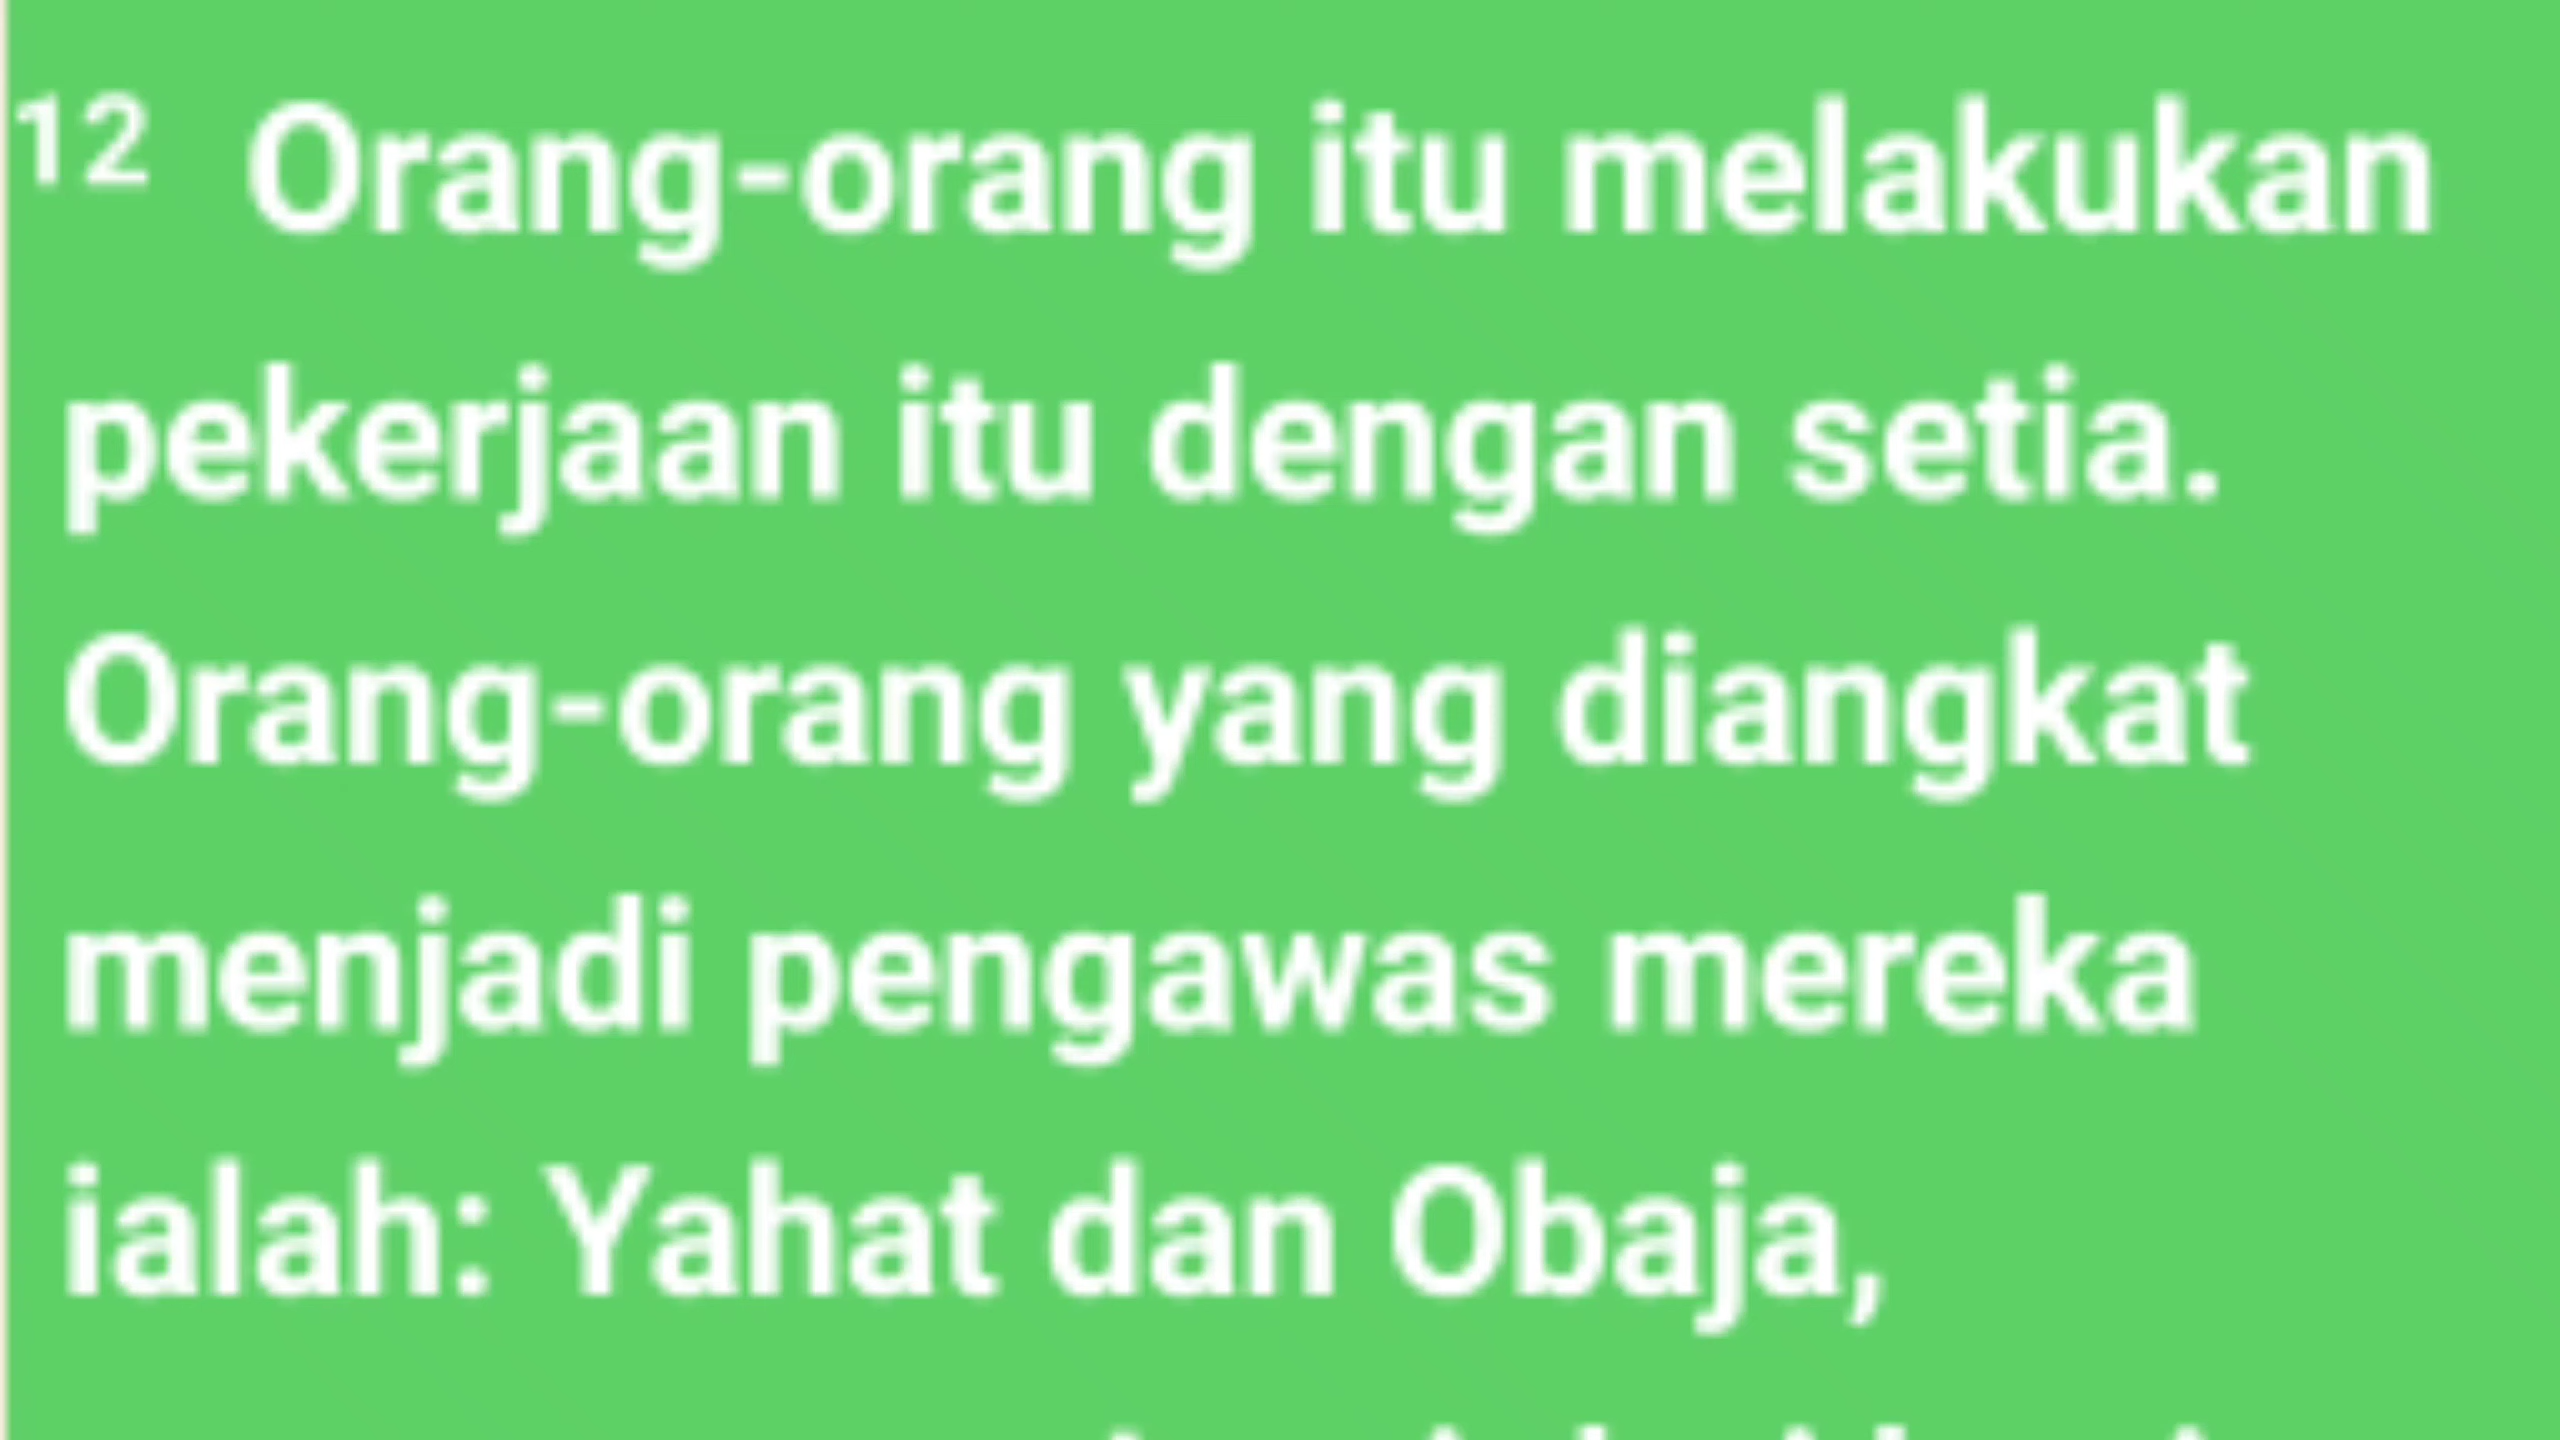 12 Orang-orang itu melakukan
pekerjaan itu dengan setia.
Orang-orang yang diangkat
menjadi pengawas mereka
ialah: Yahat dan Obaja,